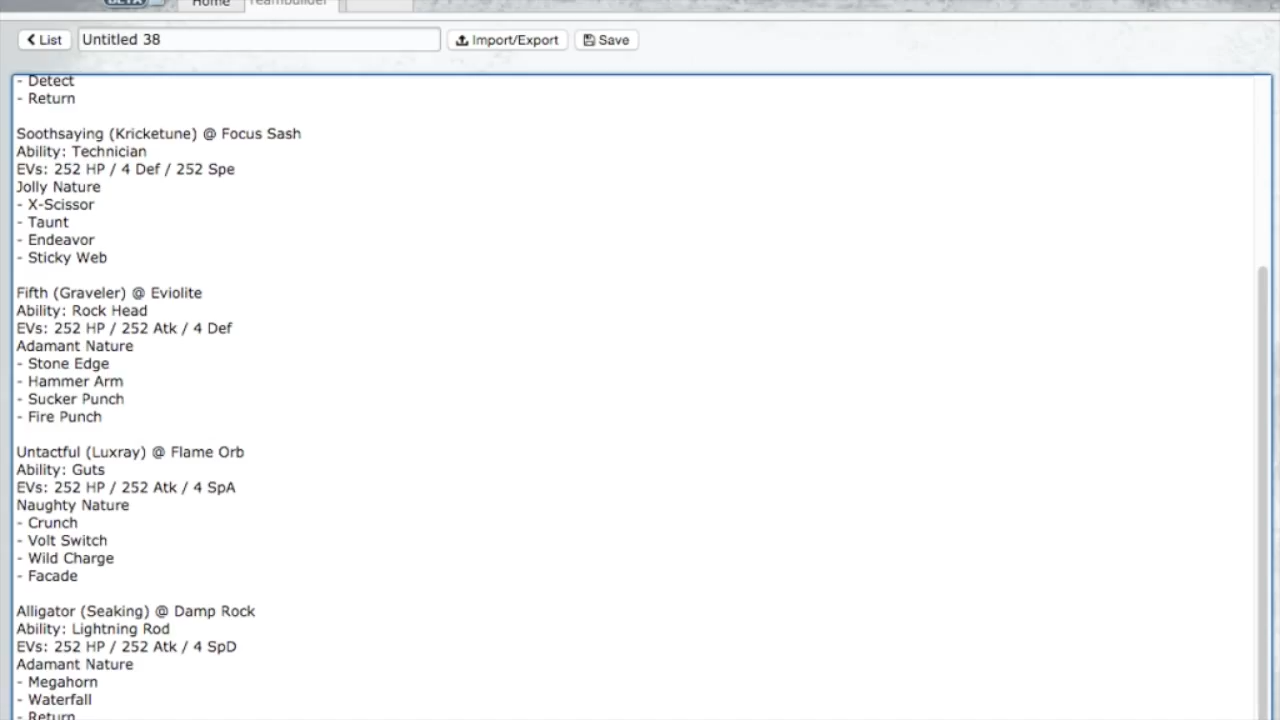 BETA
Home
Teambuilder
List
Untitled 38
Import/Export
Save
- Detect
- Return
Soothsaying (Kricketune) @ Focus Sash
Ability: Technician
EVs: 252 HP / 4 Def / 252 Spe
Jolly Nature
- X-Scissor
- Taunt
- Endeavor
- Sticky Web
Fifth (Graveler) @ Eviolite
Ability: Rock Head
EVs: 252 HP / 252 Atk / 4 Def
Adamant Nature
- Stone Edge
- Hammer Arm
- Sucker Punch
- Fire Punch
Untactful (Luxray) @ Flame Orb
Ability: Guts
EVs: 252 HP / 252 Atk / 4 SpA
Naughty Nature
- Crunch
- Volt Switch
- Wild Charge
- Facade
Alligator (Seaking) @ Damp Rock
Ability: Lightning Rod
EVs: 252 HP / 252 Atk / 4 SpD
Adamant Nature
- Megahorn
- Waterfall
- Return